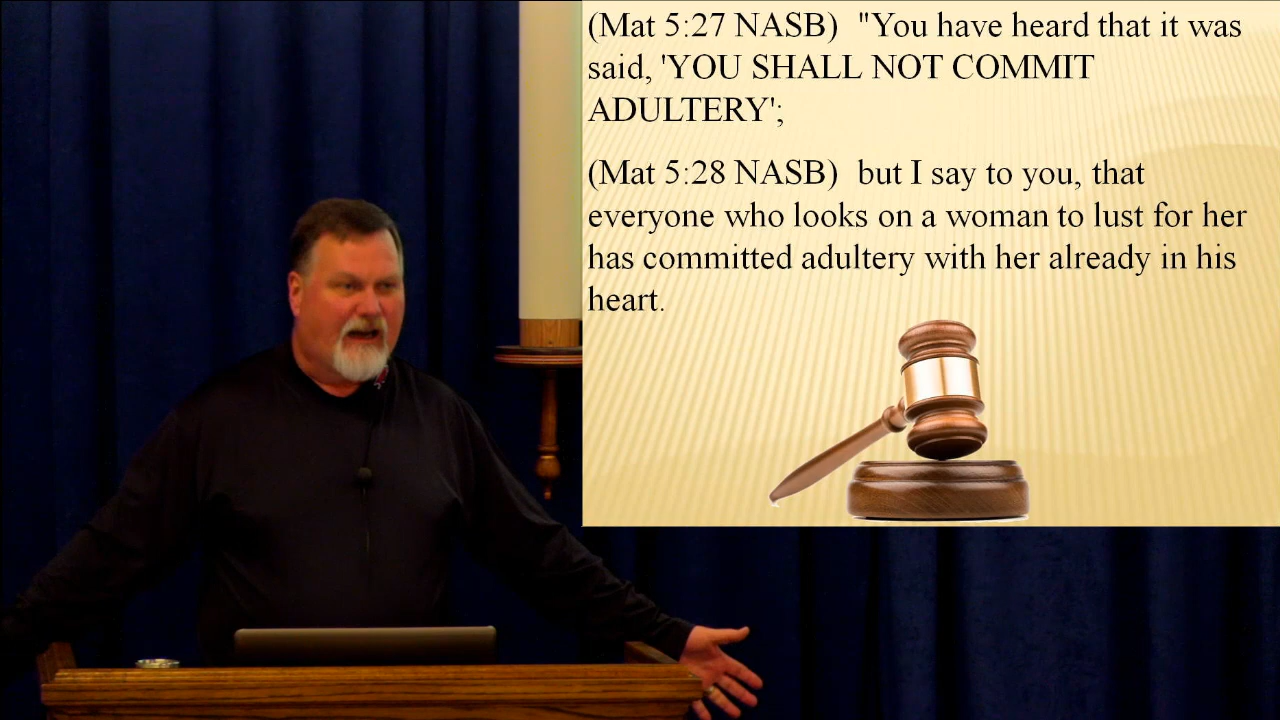 (Mat 5:27 NASB)  "You have heard that it was
said, 'YOU SHALL NOT COMMIT
ADULTERY';
(Mat 5:28 NASB)  but I say to you, that
everyone who looks on a woman to lust for her
has committed adultery with her already in his
heart.